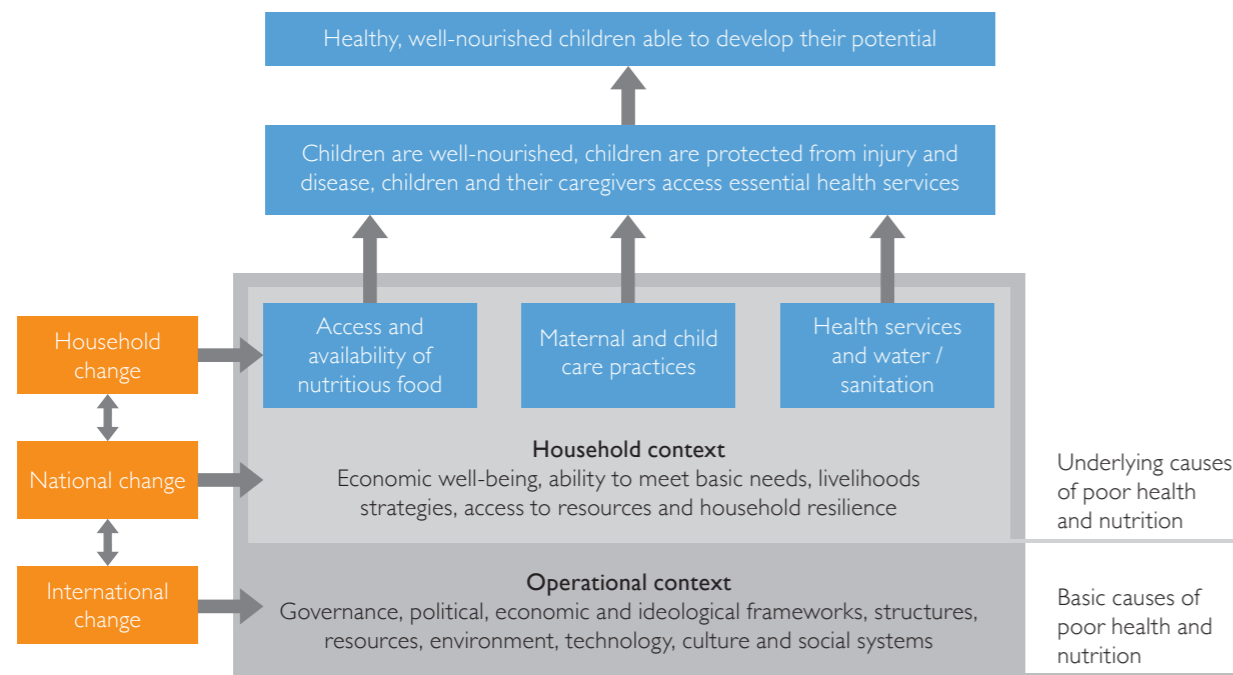 Healthy, well-nourished children able to develop their potential
Children are well-nourished, children are protected from injury and
disease, children and their caregivers access essential health services
Household
change
Access and
availability of
nutritious food
Maternal and child
care practices
Health services
and water /
sanitation
National change
Household context
Economic well-being, ability to meet basic needs, livelihoods
strategies, access to resources and household resilience
Underlying causes
of poor health
and nutrition
International
change
Operational context
Governance, political, economic and ideological frameworks, structures,
resources, environment, technology, culture and social systems
Basic causes of
poor health and
nutrition